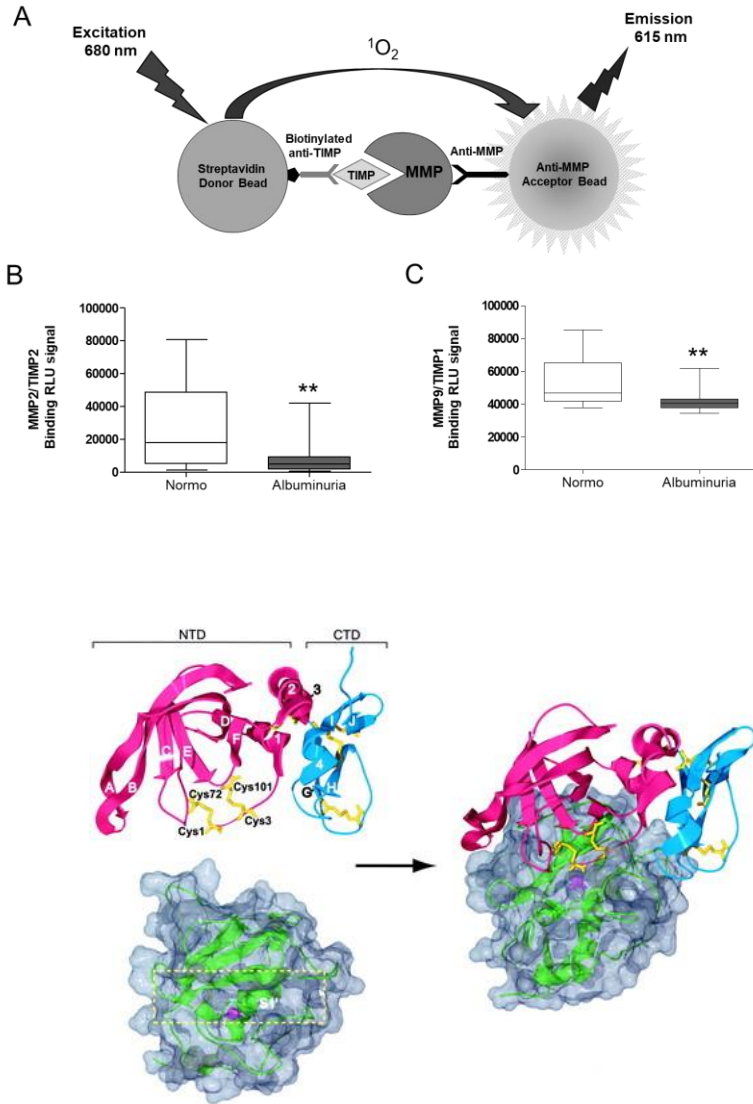 A
Excitation
680 nm
¹O₂
Emission
615 nm
Streptavidin
Donor Bead
Biotinylated
anti-TIMP
TIMP
MMP
Anti-MMP
Anti-MMP
Acceptor Bead
B
MMP2/TIMP2
Binding RLU signal
100000
80000
60000
40000
20000
0
**
Normo
Albuminuria
C
MMP9/TIMP1
Binding RLU signal
100000
80000
60000
40000
20000
0
**
Normo
Albuminuria
NTD
CTD
A
B
C
E
D
F
1
2
3
I
J
4
G
H
Cys72
Cys101
Cys1
Cys3
S1'